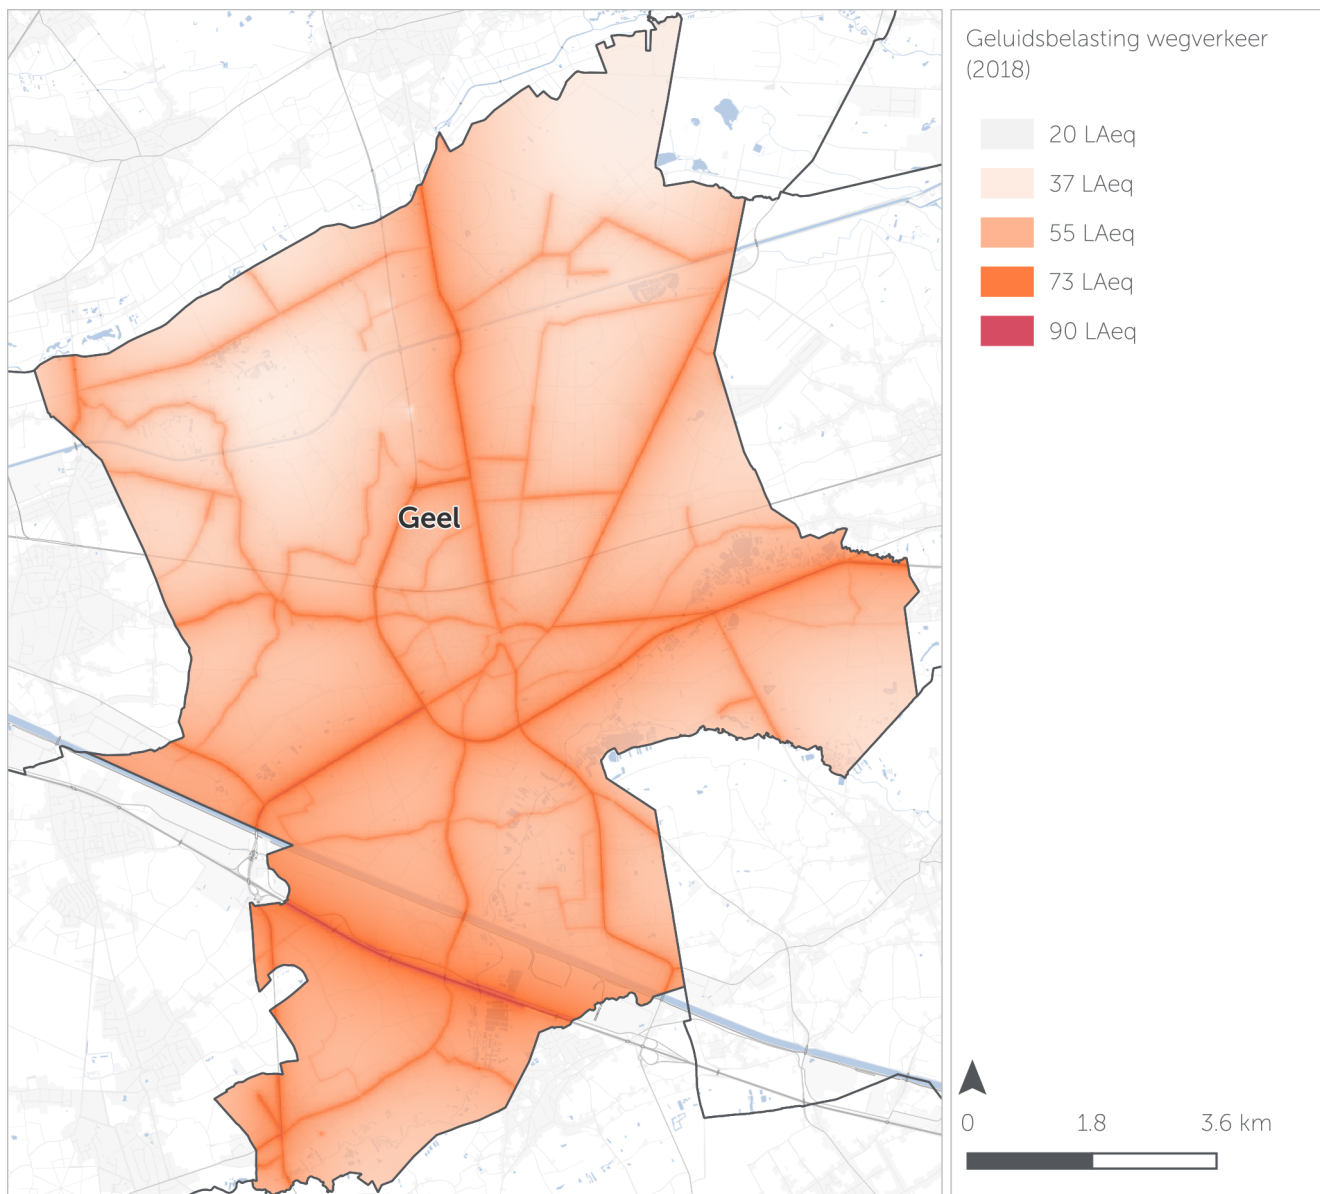 Geluidsbelasting wegverkeer
(2018)
20 LAeq
37 LAeq
55 LAeq
73 LAeq
90 LAeq
Geel
0 1.8 3.6 km